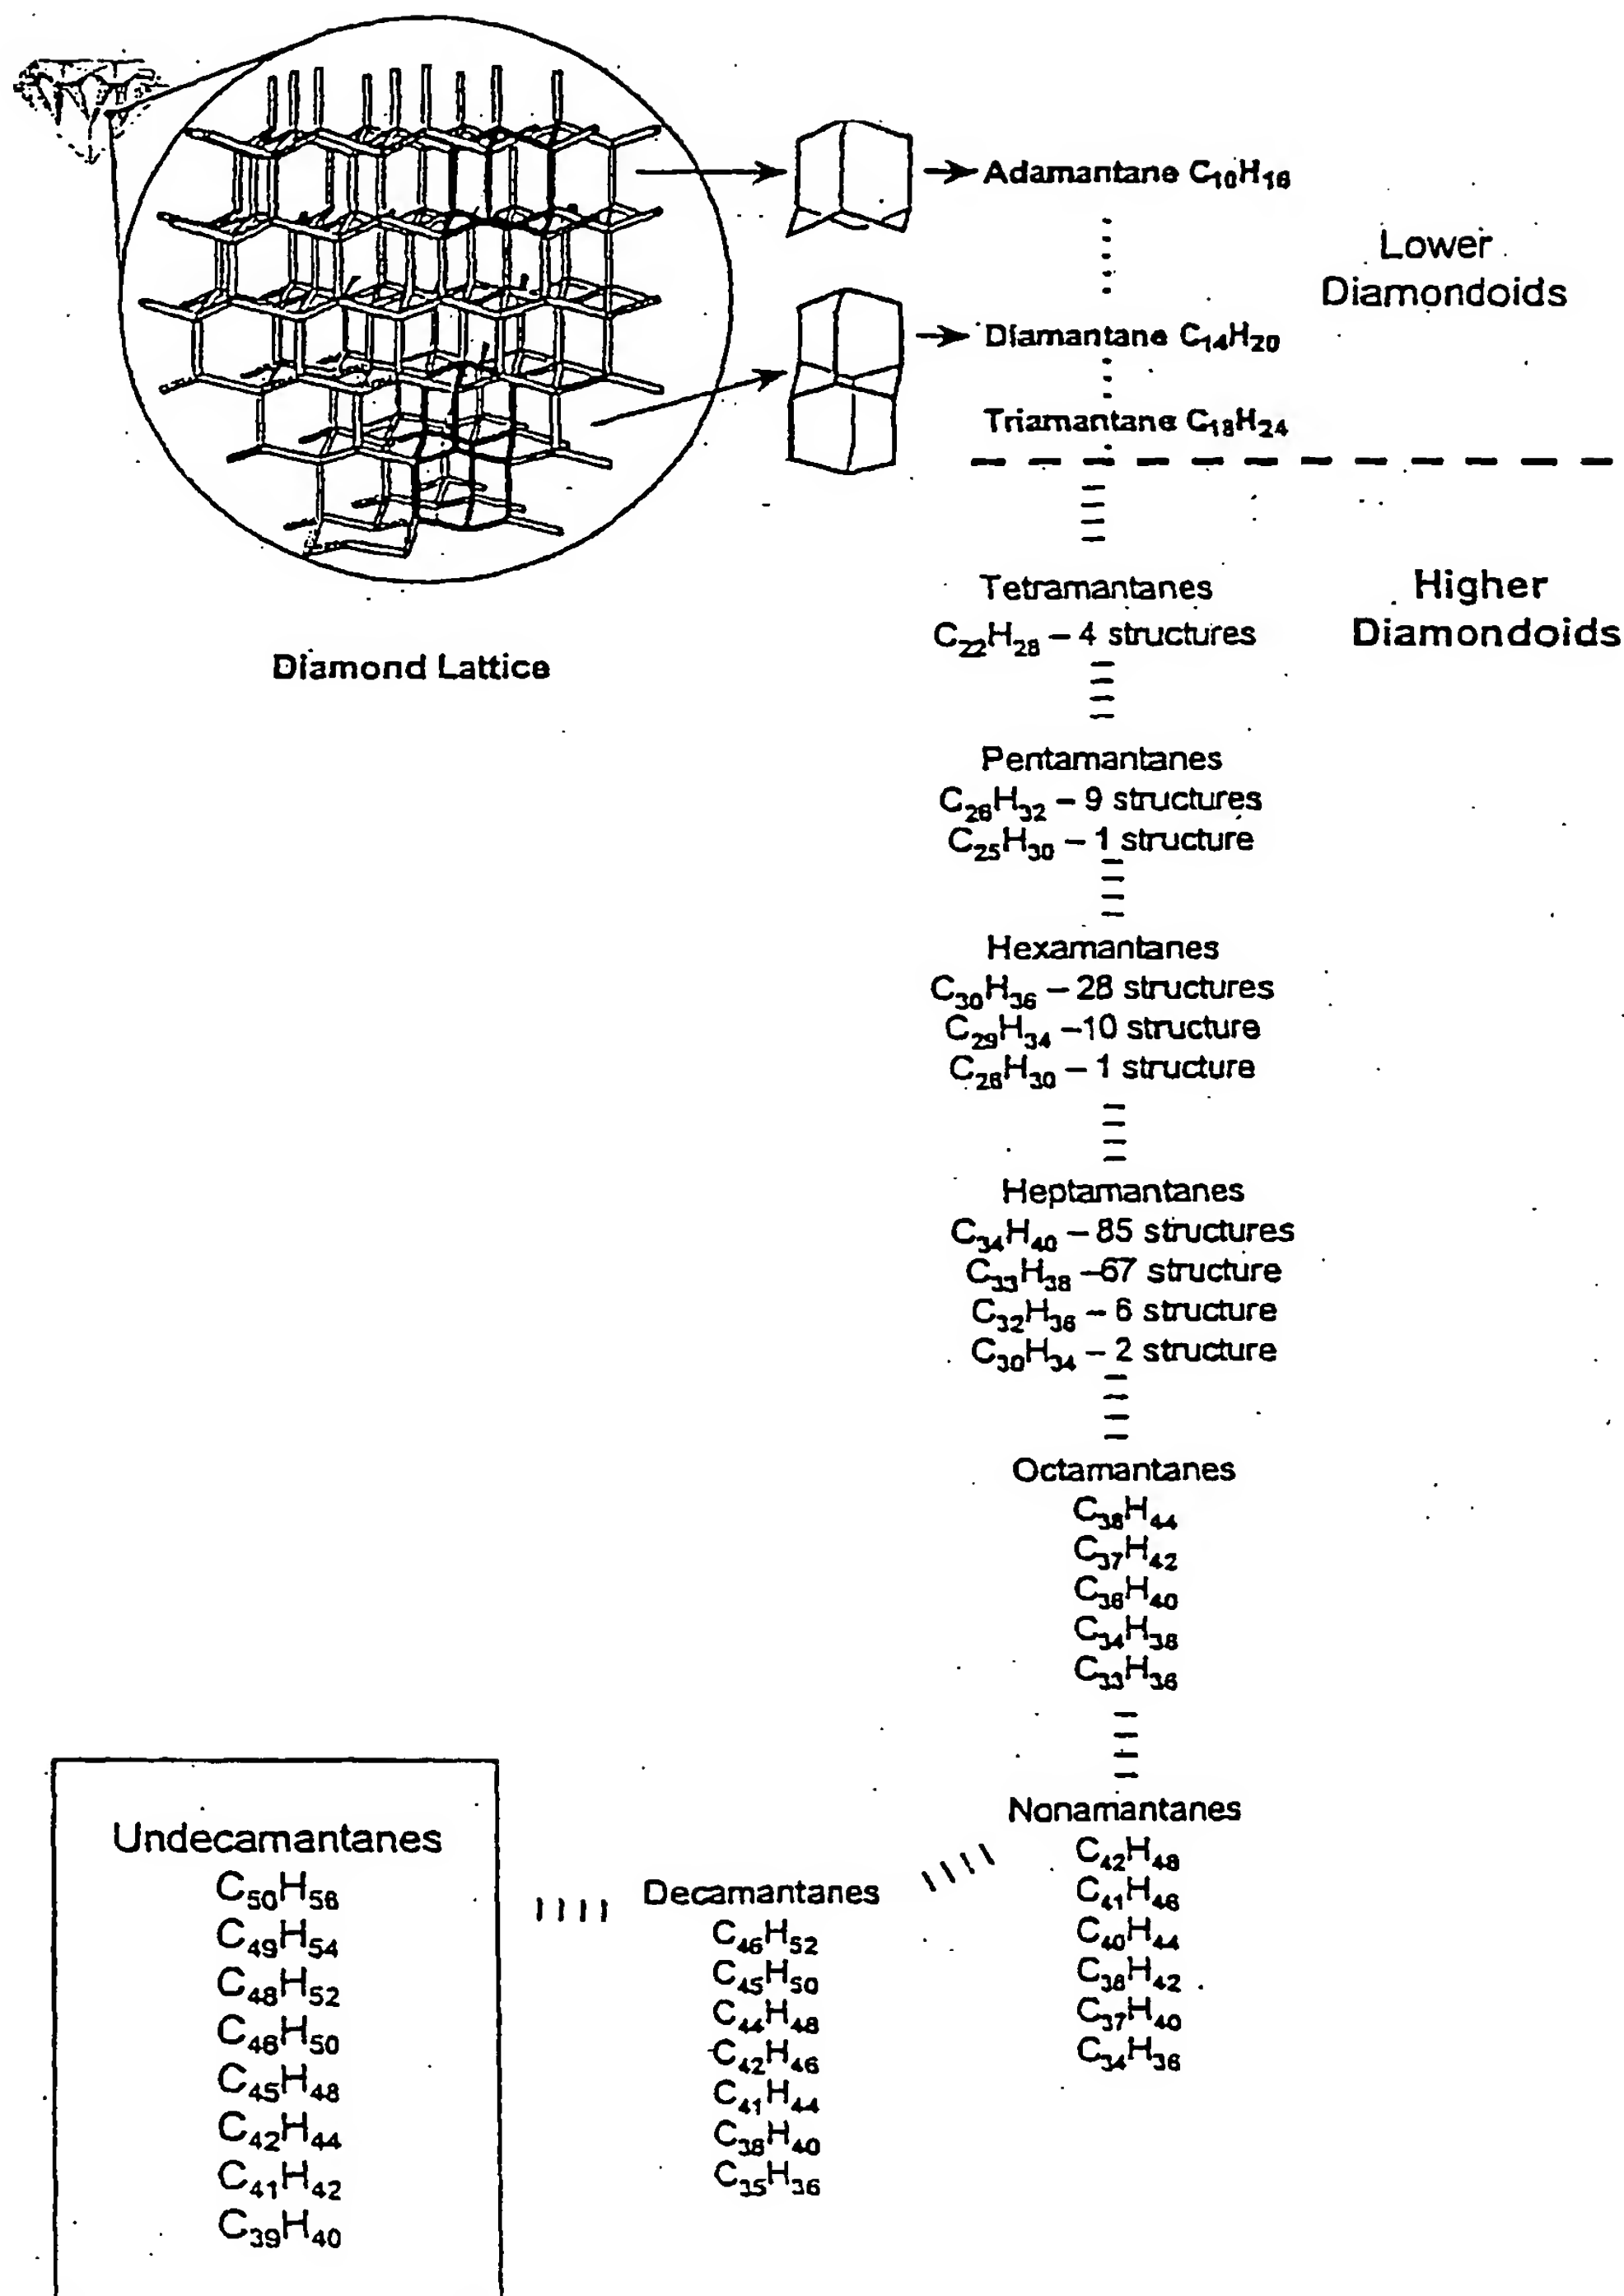 Adamantane C₁₀H₁₆
Lower
Diamondoids
Diamantane C₁₄H₂₀
Triamantane C₁₈H₂₄
Tetramantanes
C₂₂H₂₈ – 4 structures
Higher
Diamondoids
Diamond Lattice
Pentamantanes
C₂₆H₃₂ – 9 structures
C₂₅H₃₀ – 1 structure
Hexamantanes
C₃₀H₃₆ – 28 structures
C₂₉H₃₄ –10 structure
C₂₆H₃₀ – 1 structure
Heptamantanes
C₃₄H₄₀ – 85 structures
C₃₃H₃₈ –67 structure
C₃₂H₃₆ – 6 structure
C₃₀H₃₄ – 2 structure
Octamantanes
C₃₈H₄₄
C₃₇H₄₂
C₃₆H₄₀
C₃₄H₃₈
C₃₃H₃₆
Nonamantanes
C₄₂H₄₈
C₄₁H₄₆
C₄₀H₄₄
C₃₈H₄₂
C₃₇H₄₀
C₃₄H₃₆
Decamantanes
C₄₆H₅₂
C₄₅H₅₀
C₄₄H₄₈
C₄₂H₄₆
C₄₁H₄₄
C₃₈H₄₀
C₃₅H₃₆
Undecamantanes
C₅₀H₅₆
C₄₉H₅₄
C₄₈H₅₂
C₄₆H₅₀
C₄₅H₄₈
C₄₂H₄₄
C₄₁H₄₂
C₃₉H₄₀